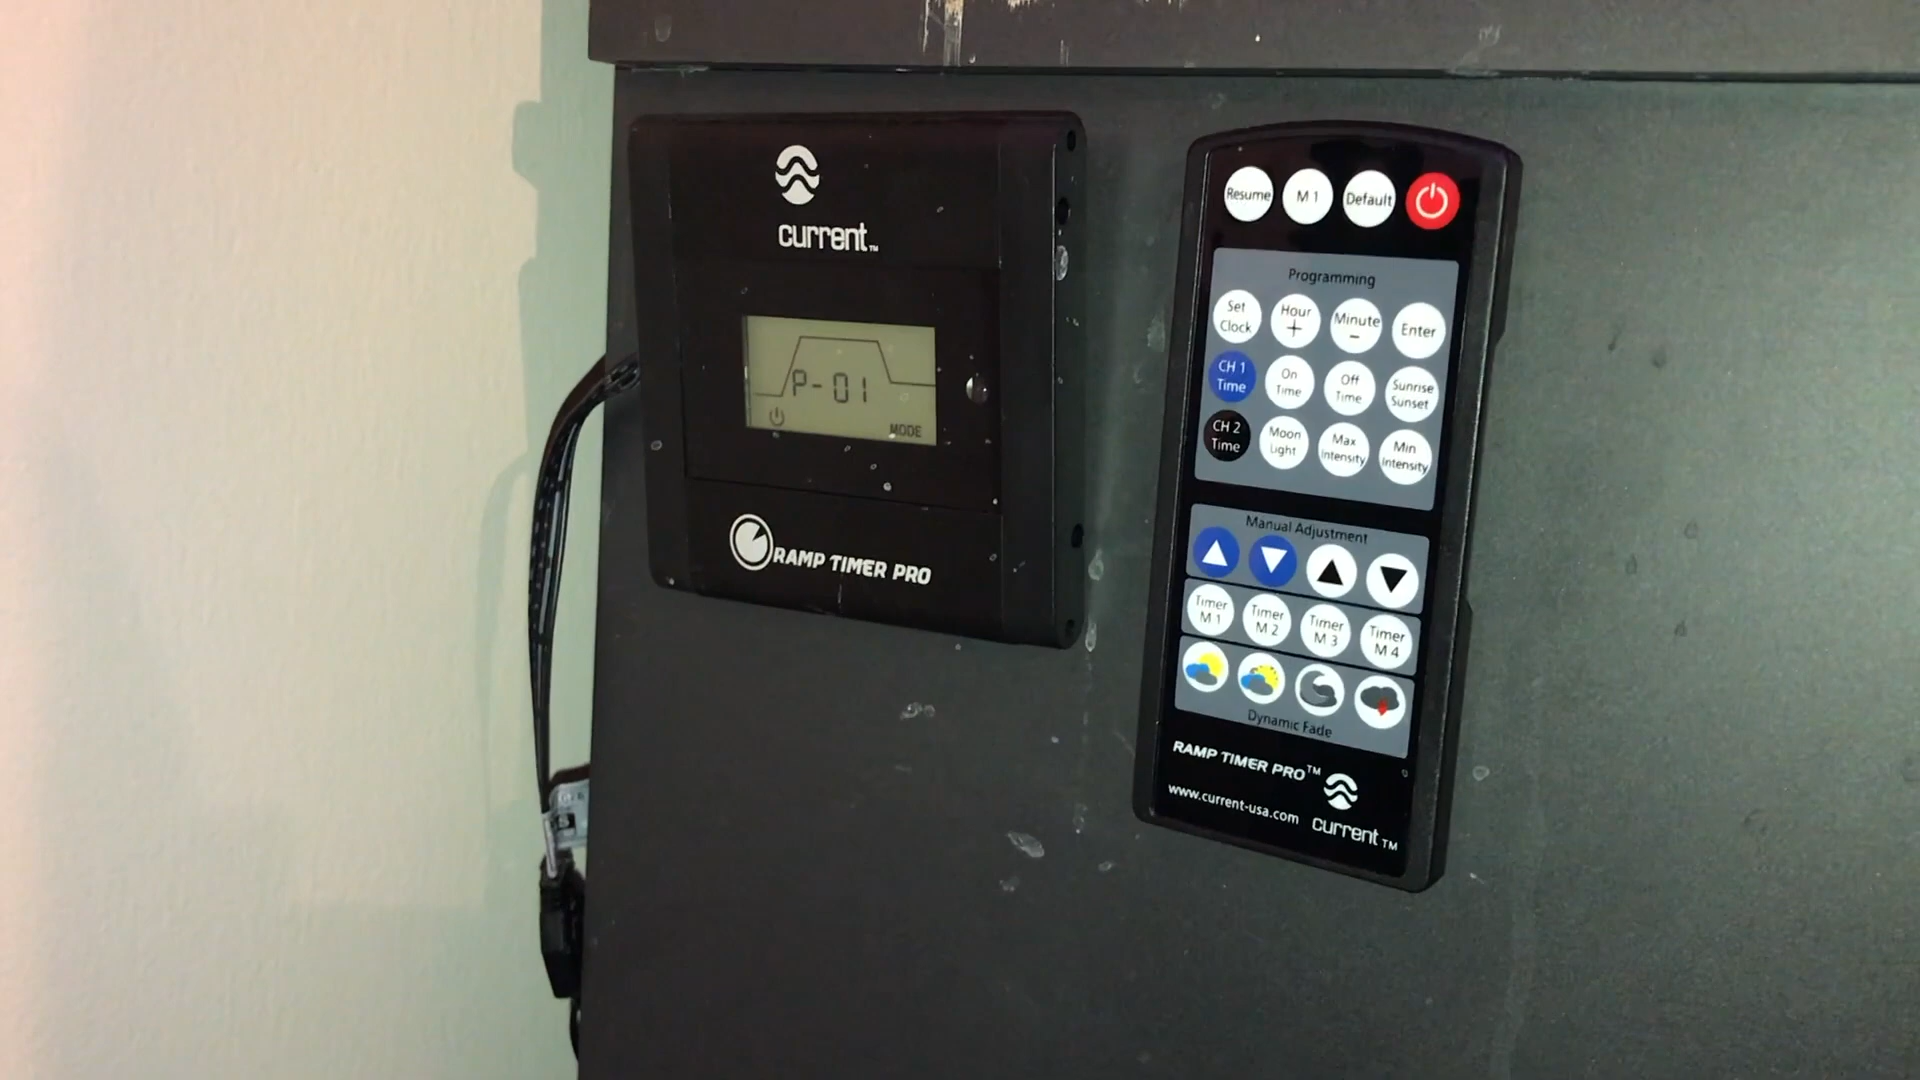 current™
P-01
MODE
RAMP TIMER PRO
Resume
M 1
Default
Programming
Set
Clock
Hour
+
Minute
−
Enter
CH 1
Time
On
Time
Off
Time
Sunrise
Sunset
CH 2
Time
Moon
Light
Max
Intensity
Min
Intensity
Manual Adjustment
Timer
M 1
Timer
M 2
Timer
M 3
Timer
M 4
Dynamic Fade
RAMP TIMER PRO™
www.current-usa.com
current™